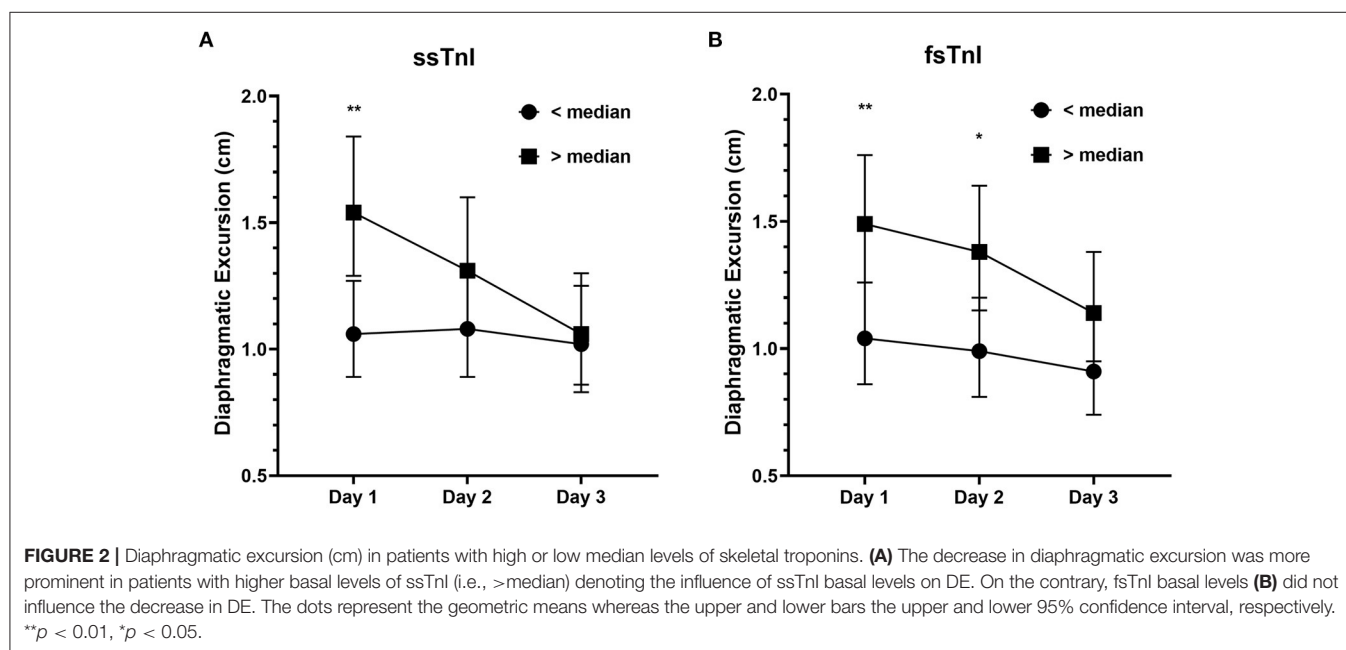 A
ssTnI
Diaphragmatic Excursion (cm)
2.0
1.5
1.0
0.5
**
< median
> median
Day 1 Day 2 Day 3
B
fsTnI
Diaphragmatic Excursion (cm)
2.0
1.5
1.0
0.5
**
*
< median
> median
Day 1 Day 2 Day 3
FIGURE 2 | Diaphragmatic excursion (cm) in patients with high or low median levels of skeletal troponins. (A) The decrease in diaphragmatic excursion was more
prominent in patients with higher basal levels of ssTnI (i.e., >median) denoting the influence of ssTnI basal levels on DE. On the contrary, fsTnI basal levels (B) did not
influence the decrease in DE. The dots represent the geometric means whereas the upper and lower bars the upper and lower 95% confidence interval, respectively.
**p < 0.01, *p < 0.05.